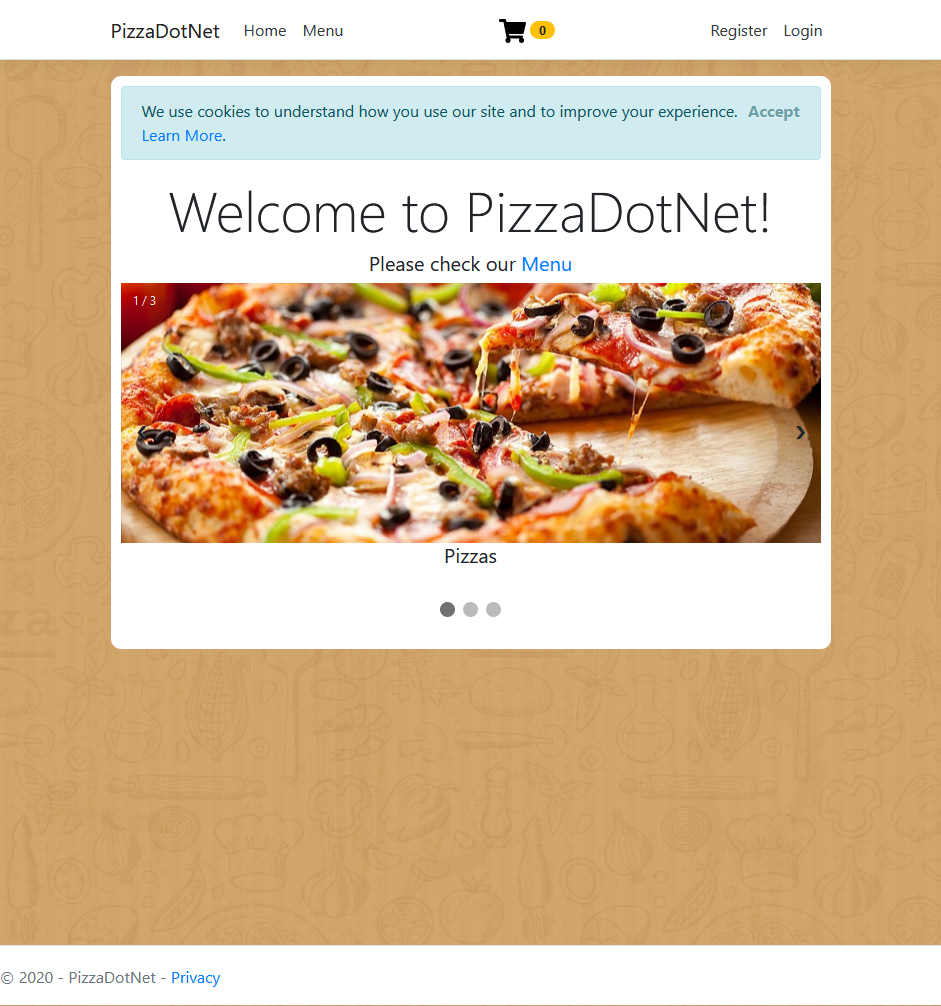 PizzaDotNet Home Menu 0 Register Login
We use cookies to understand how you use our site and to improve your experience. Accept
Learn More.
Welcome to PizzaDotNet!
Please check our Menu
1 / 3
❯
Pizzas
© 2020 - PizzaDotNet - Privacy